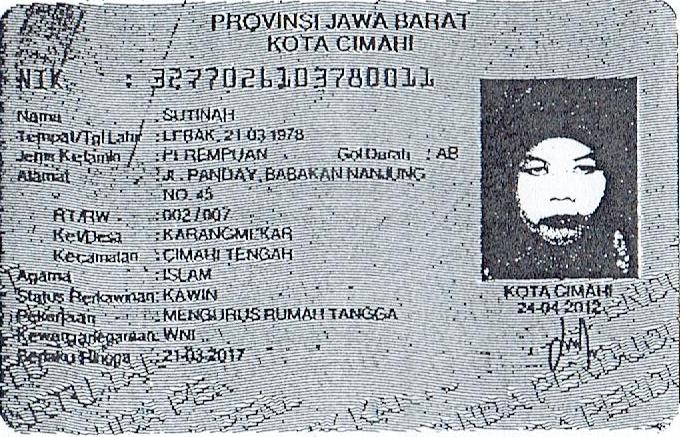 PROVINSI JAWA BARAT
KOTA CIMAHI
NIK : 3277026103780011
Nama : SUTINAH
Tempat/Tgl Lahir : LEBAK, 21-03-1978
Jenis Kelamin : PEREMPUAN Gol Darah : AB
Alamat : JL. PANDAY, BABAKAN NANJUNG
NO. 45
RT/RW : 002/007
Kel/Desa : KARANGMEKAR
Kecamatan : CIMAHI TENGAH
Agama : ISLAM
Status Perkawinan: KAWIN
Pekerjaan : MENGURUS RUMAH TANGGA
Kewarganegaraan: WNI
Berlaku Hingga : 21-03-2017
KOTA CIMAHI
24-04-2012